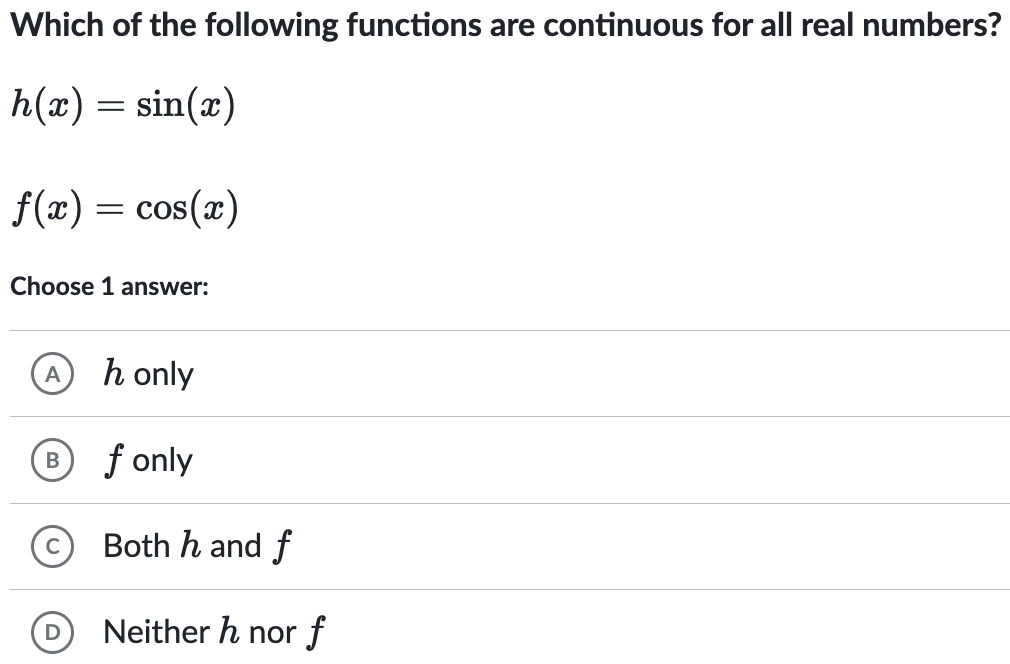 Which of the following functions are continuous for all real numbers?
h(x) = sin(x)
f(x) = cos(x)
Choose 1 answer:
A h only
B f only
C Both h and f
D Neither h nor f